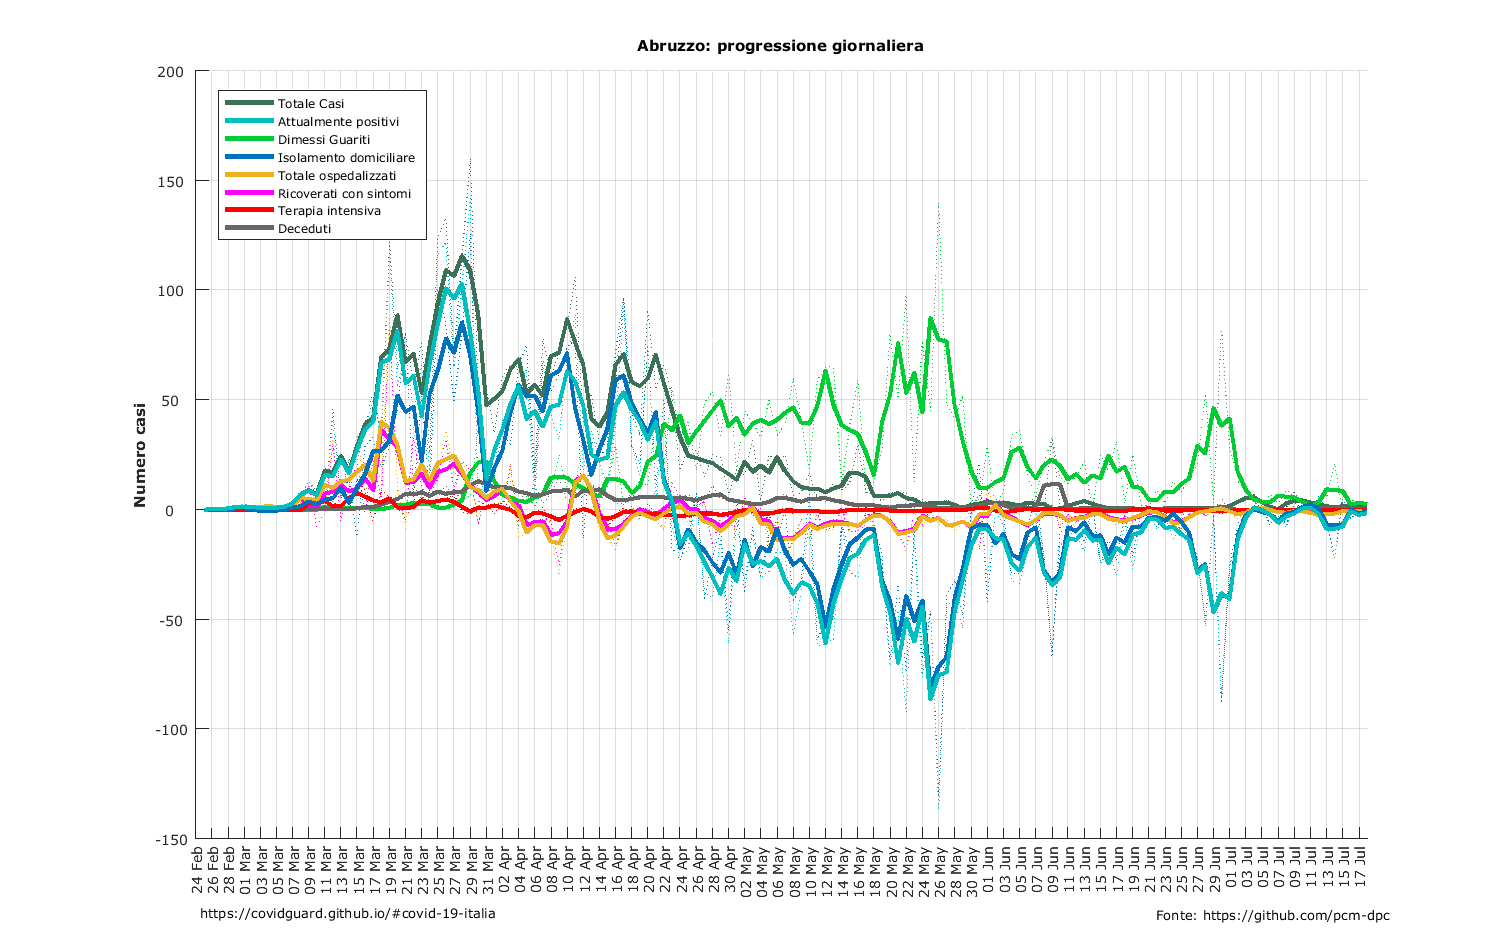 Abruzzo: progressione giornaliera
200
150
100
50
0
-50
-100
-150
Numero casi
Totale Casi
Attualmente positivi
Dimessi Guariti
Isolamento domiciliare
Totale ospedalizzati
Ricoverati con sintomi
Terapia intensiva
Deceduti
24 Feb
26 Feb
28 Feb
01 Mar
03 Mar
05 Mar
07 Mar
09 Mar
11 Mar
13 Mar
15 Mar
17 Mar
19 Mar
21 Mar
23 Mar
25 Mar
27 Mar
29 Mar
31 Mar
02 Apr
04 Apr
06 Apr
08 Apr
10 Apr
12 Apr
14 Apr
16 Apr
18 Apr
20 Apr
22 Apr
24 Apr
26 Apr
28 Apr
30 Apr
02 May
04 May
06 May
08 May
10 May
12 May
14 May
16 May
18 May
20 May
22 May
24 May
26 May
28 May
30 May
01 Jun
03 Jun
05 Jun
07 Jun
09 Jun
11 Jun
13 Jun
15 Jun
17 Jun
19 Jun
21 Jun
23 Jun
25 Jun
27 Jun
29 Jun
01 Jul
03 Jul
05 Jul
07 Jul
09 Jul
11 Jul
13 Jul
15 Jul
17 Jul
https://covidguard.github.io/#covid-19-italia
Fonte: https://github.com/pcm-dpc